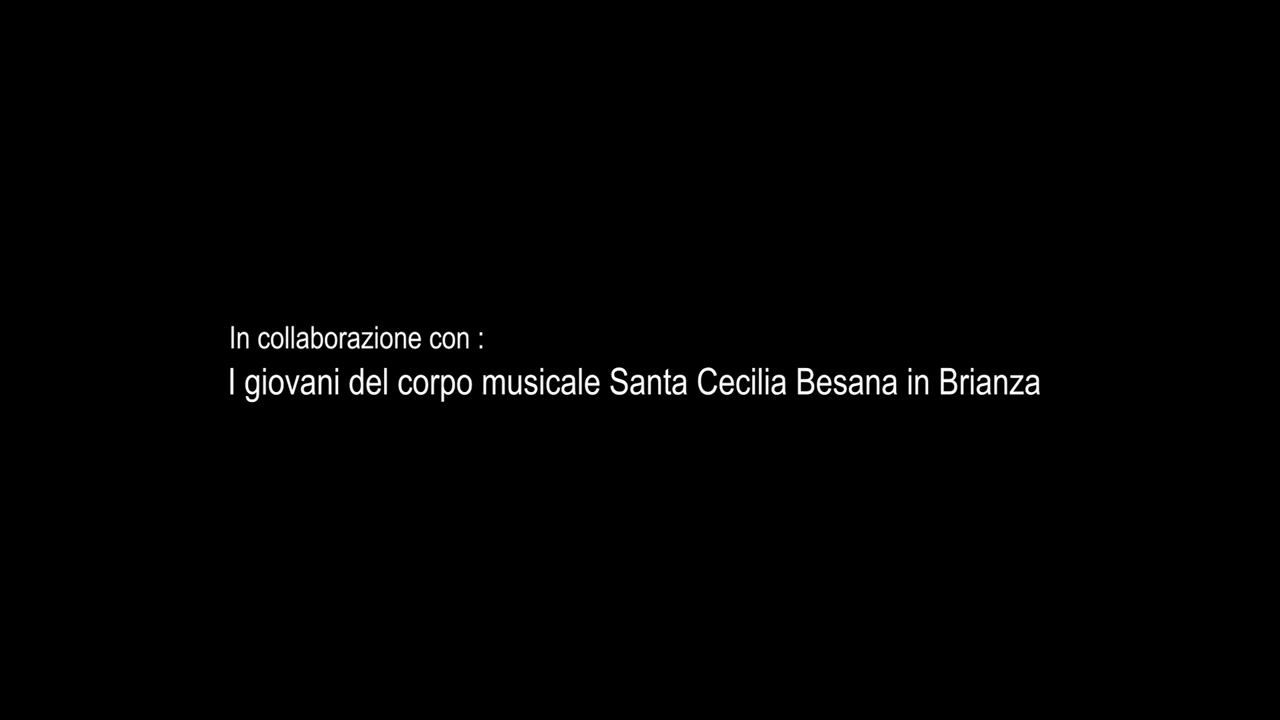 In collaborazione con :
I giovani del corpo musicale Santa Cecilia Besana in Brianza